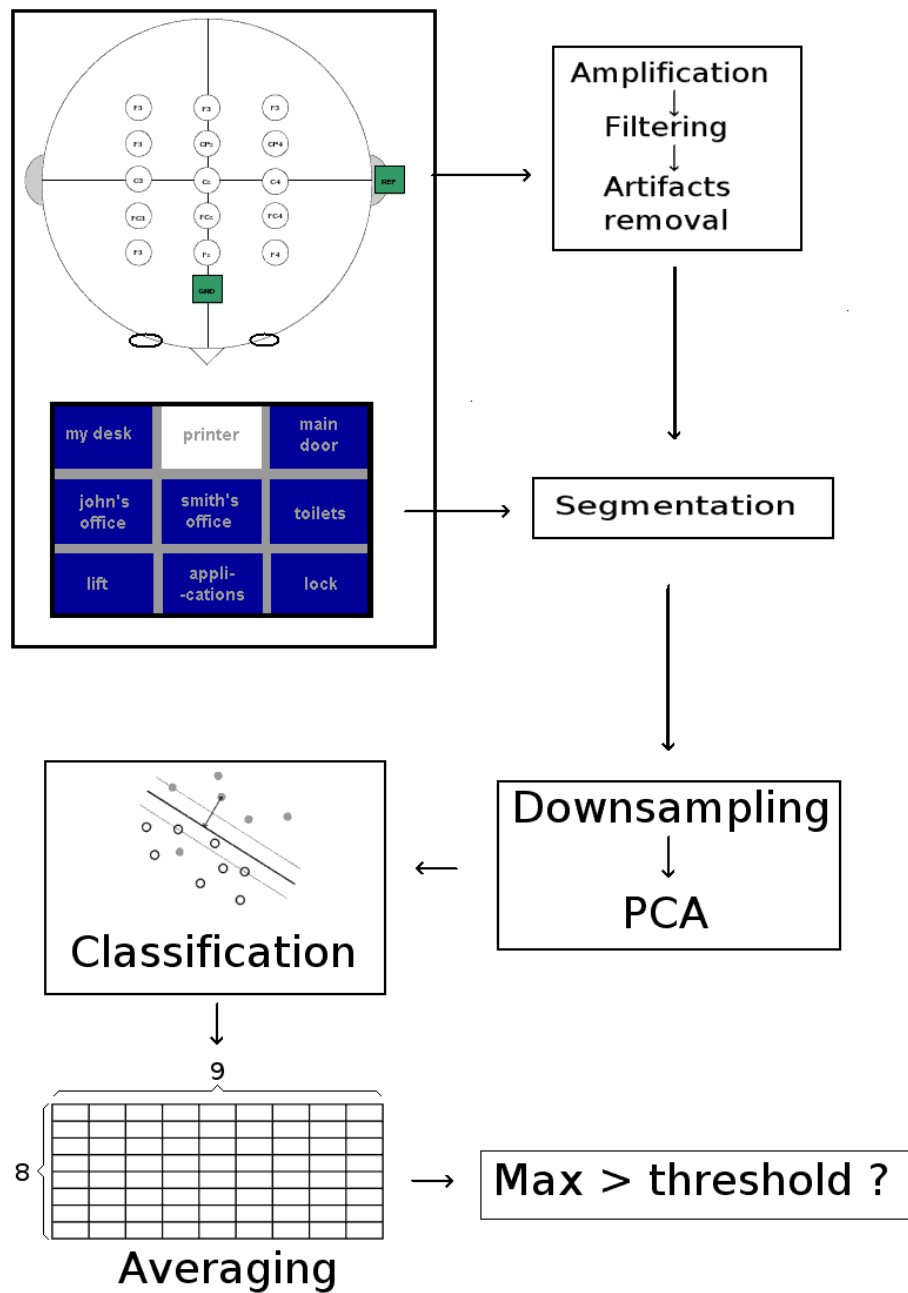 F3 F3 F3
F3 CPz CP4
C3 Cz C4
REF
FC3 FCz FC4
F3 Fz F4
GND
Amplification
Filtering
Artifacts
removal
my desk
printer
main
door
john's
office
smith's
office
toilets
lift
appli-
-cations
lock
Segmentation
Downsampling
PCA
Classification
9
8
Averaging
Max > threshold ?